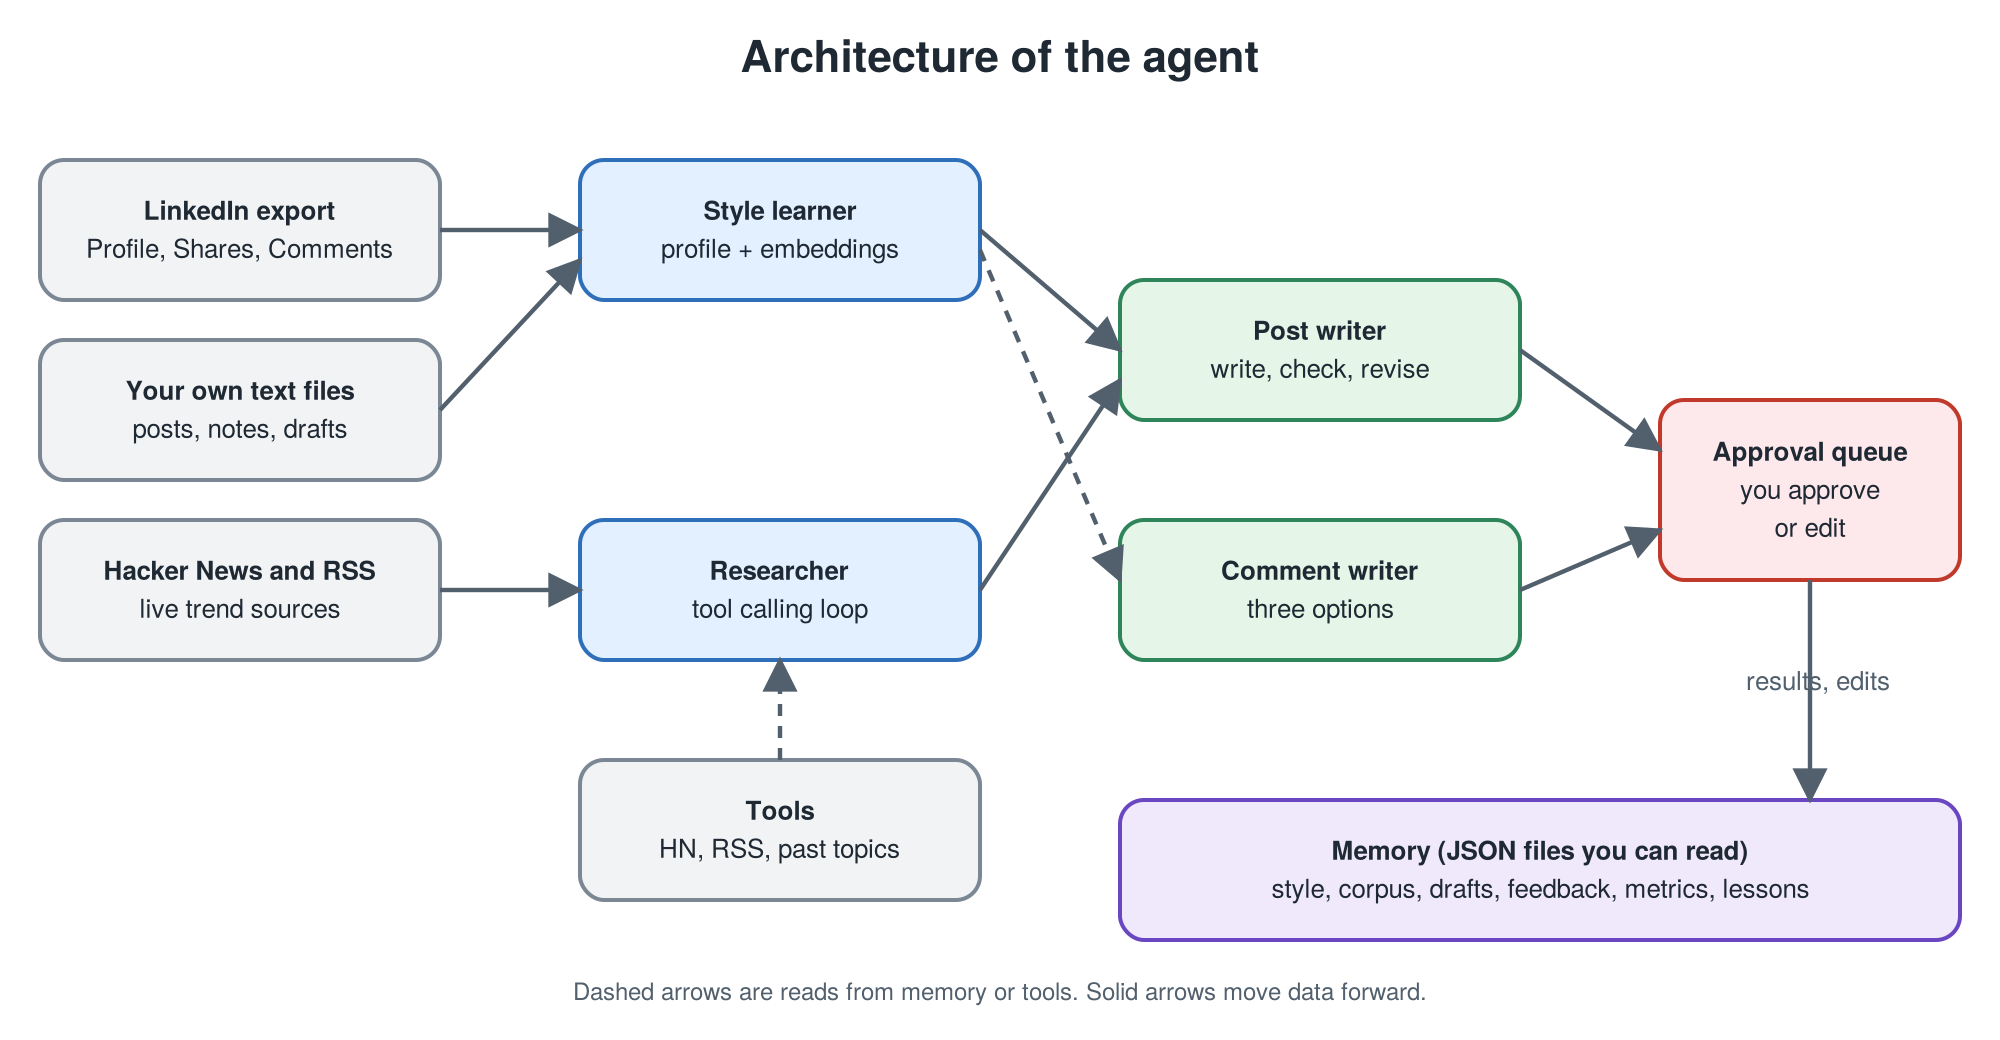 Architecture of the agent
LinkedIn export
Profile, Shares, Comments
Your own text files
posts, notes, drafts
Hacker News and RSS
live trend sources
Style learner
profile + embeddings
Researcher
tool calling loop
Tools
HN, RSS, past topics
Post writer
write, check, revise
Comment writer
three options
Approval queue
you approve
or edit
results, edits
Memory (JSON files you can read)
style, corpus, drafts, feedback, metrics, lessons
Dashed arrows are reads from memory or tools. Solid arrows move data forward.